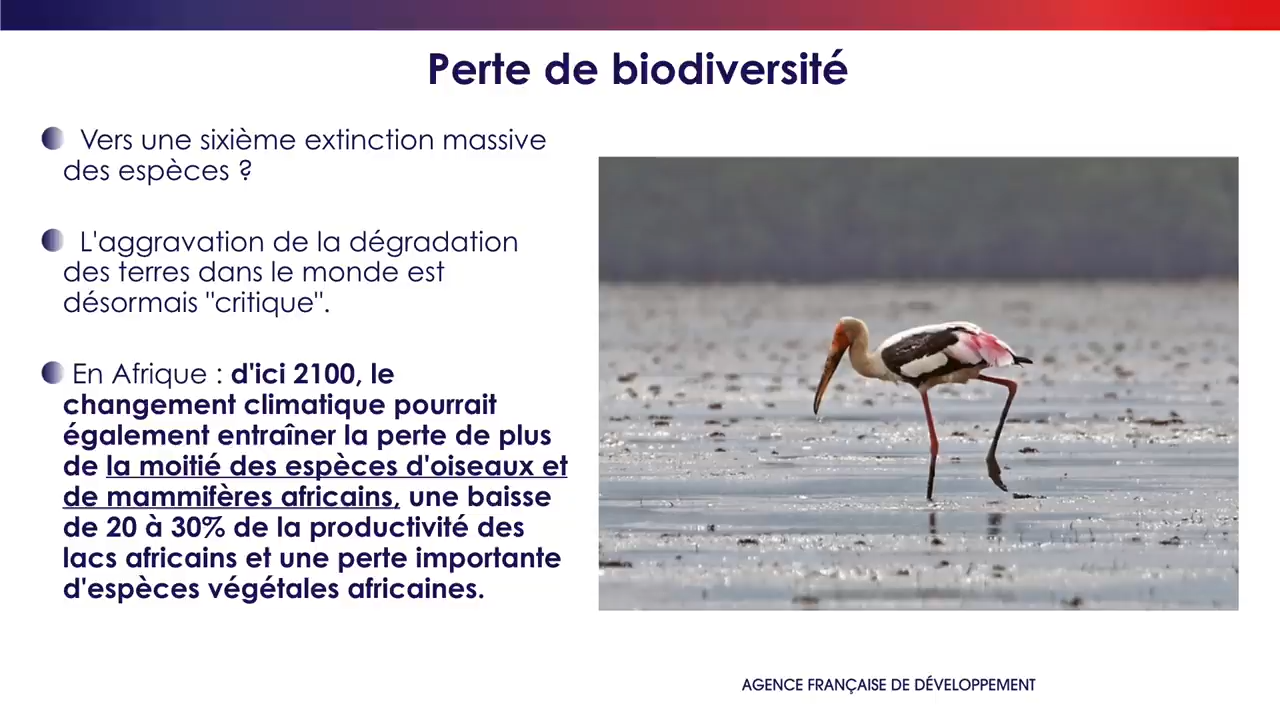 Perte de biodiversité
Vers une sixième extinction massive
des espèces ?
L'aggravation de la dégradation
des terres dans le monde est
désormais "critique".
En Afrique : d'ici 2100, le
changement climatique pourrait
également entraîner la perte de plus
de la moitié des espèces d'oiseaux et
de mammifères africains, une baisse
de 20 à 30% de la productivité des
lacs africains et une perte importante
d'espèces végétales africaines.
AGENCE FRANÇAISE DE DÉVELOPPEMENT